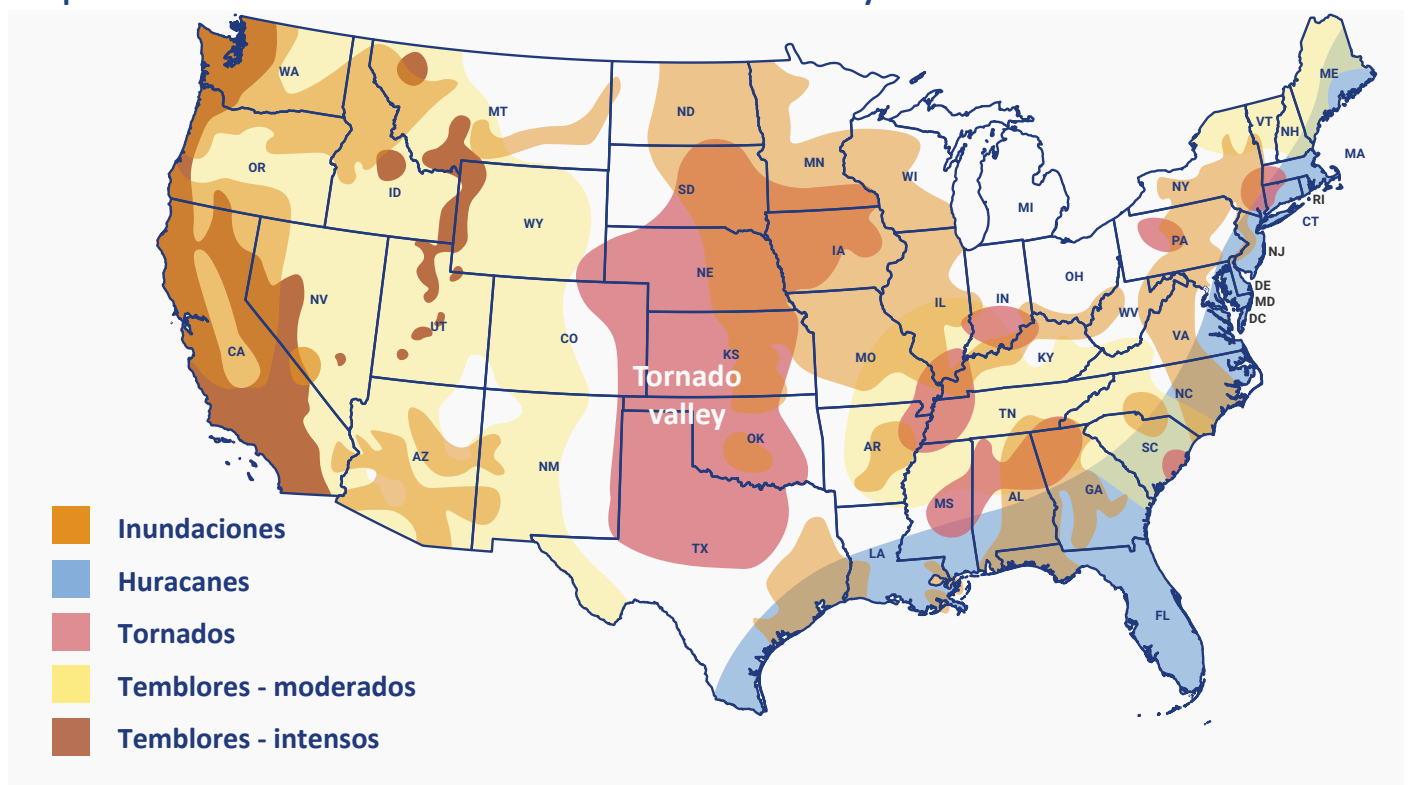 WA
MT
ND
MN
ME
VT
NH
MA
OR
ID
SD
WI
MI
NY
RI
CT
WY
IA
PA
NJ
NE
OH
NV
IL
IN
DE
MD
DC
WV
UT
CO
KS
MO
KY
VA
CA
Tornado
valley
NC
TN
OK
AR
SC
AZ
NM
MS
AL
GA
TX
LA
FL
Inundaciones
Huracanes
Tornados
Temblores - moderados
Temblores - intensos